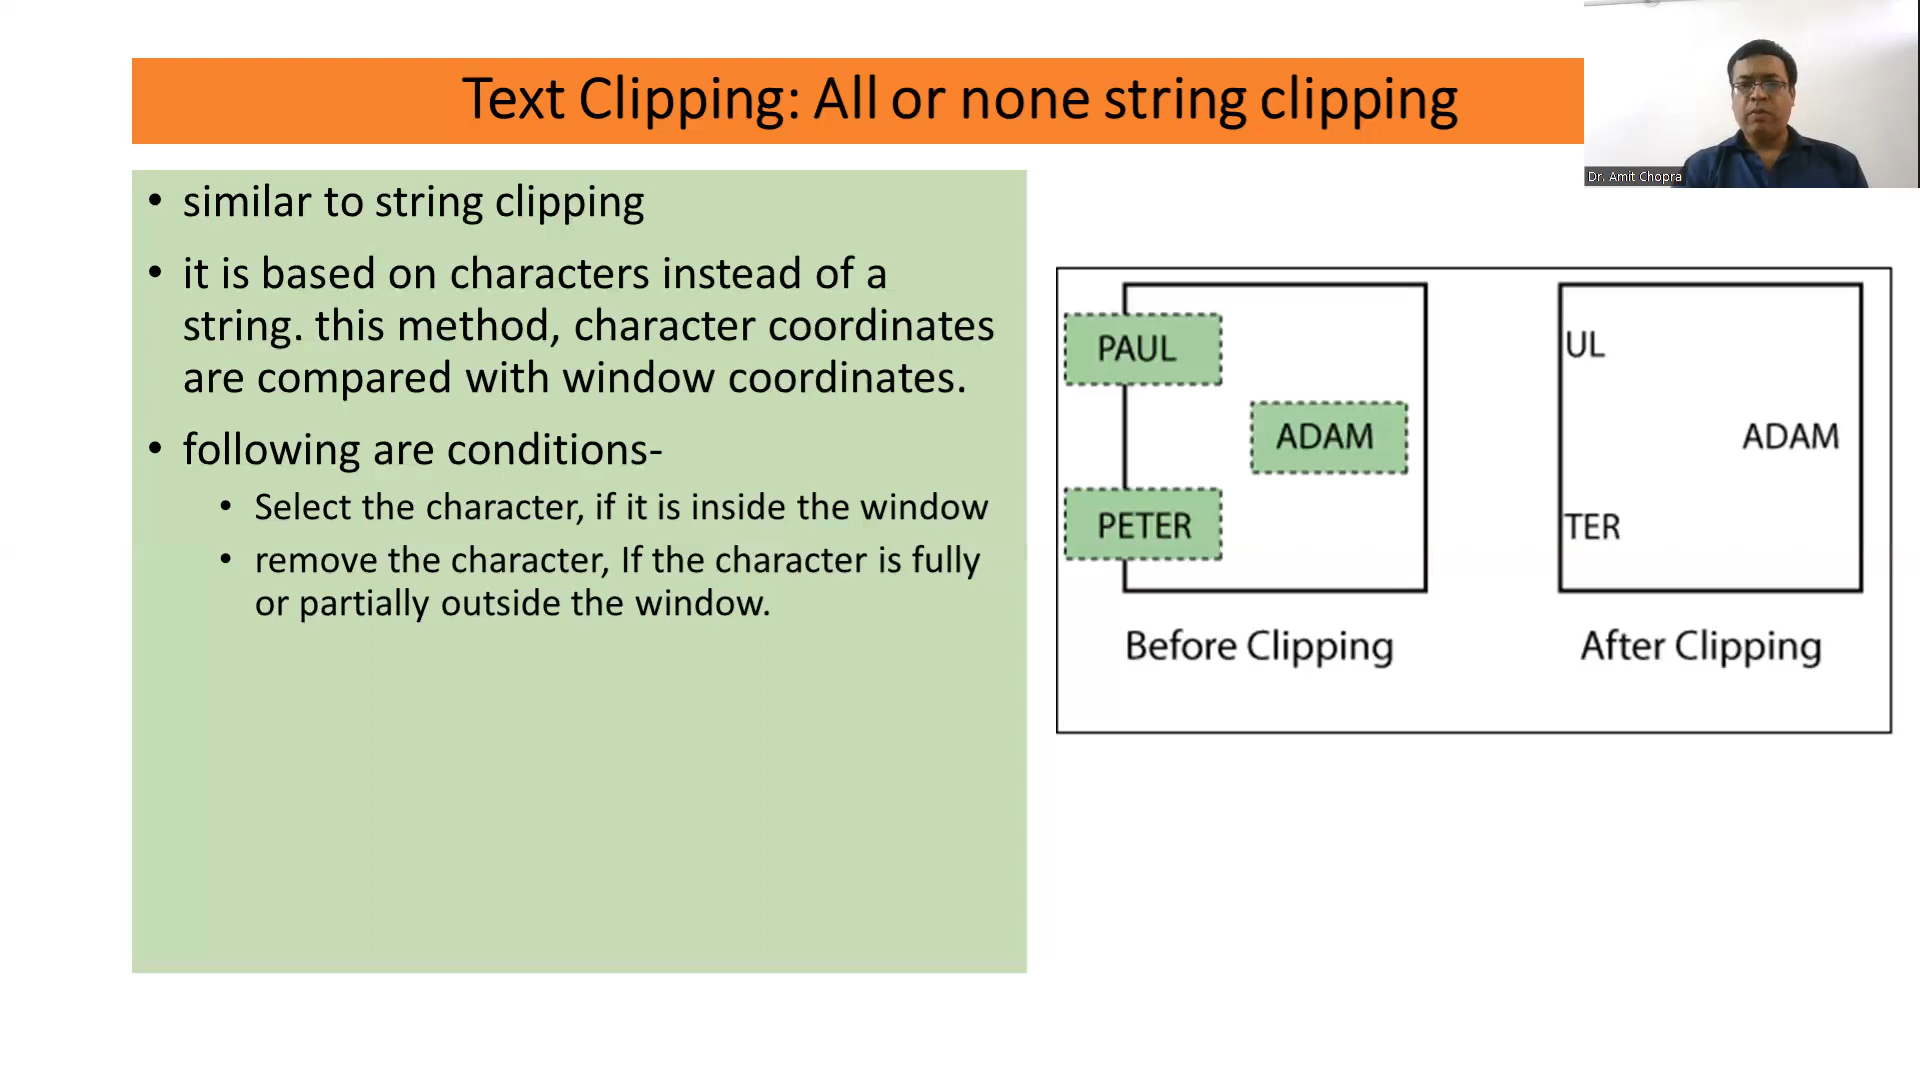 Text Clipping: All or none string clipping
Dr. Amit Chopra
• similar to string clipping
• it is based on characters instead of a
string. this method, character coordinates
are compared with window coordinates.
• following are conditions-
• Select the character, if it is inside the window
• remove the character, If the character is fully
or partially outside the window.
PAUL
ADAM
PETER
Before Clipping
UL
ADAM
TER
After Clipping